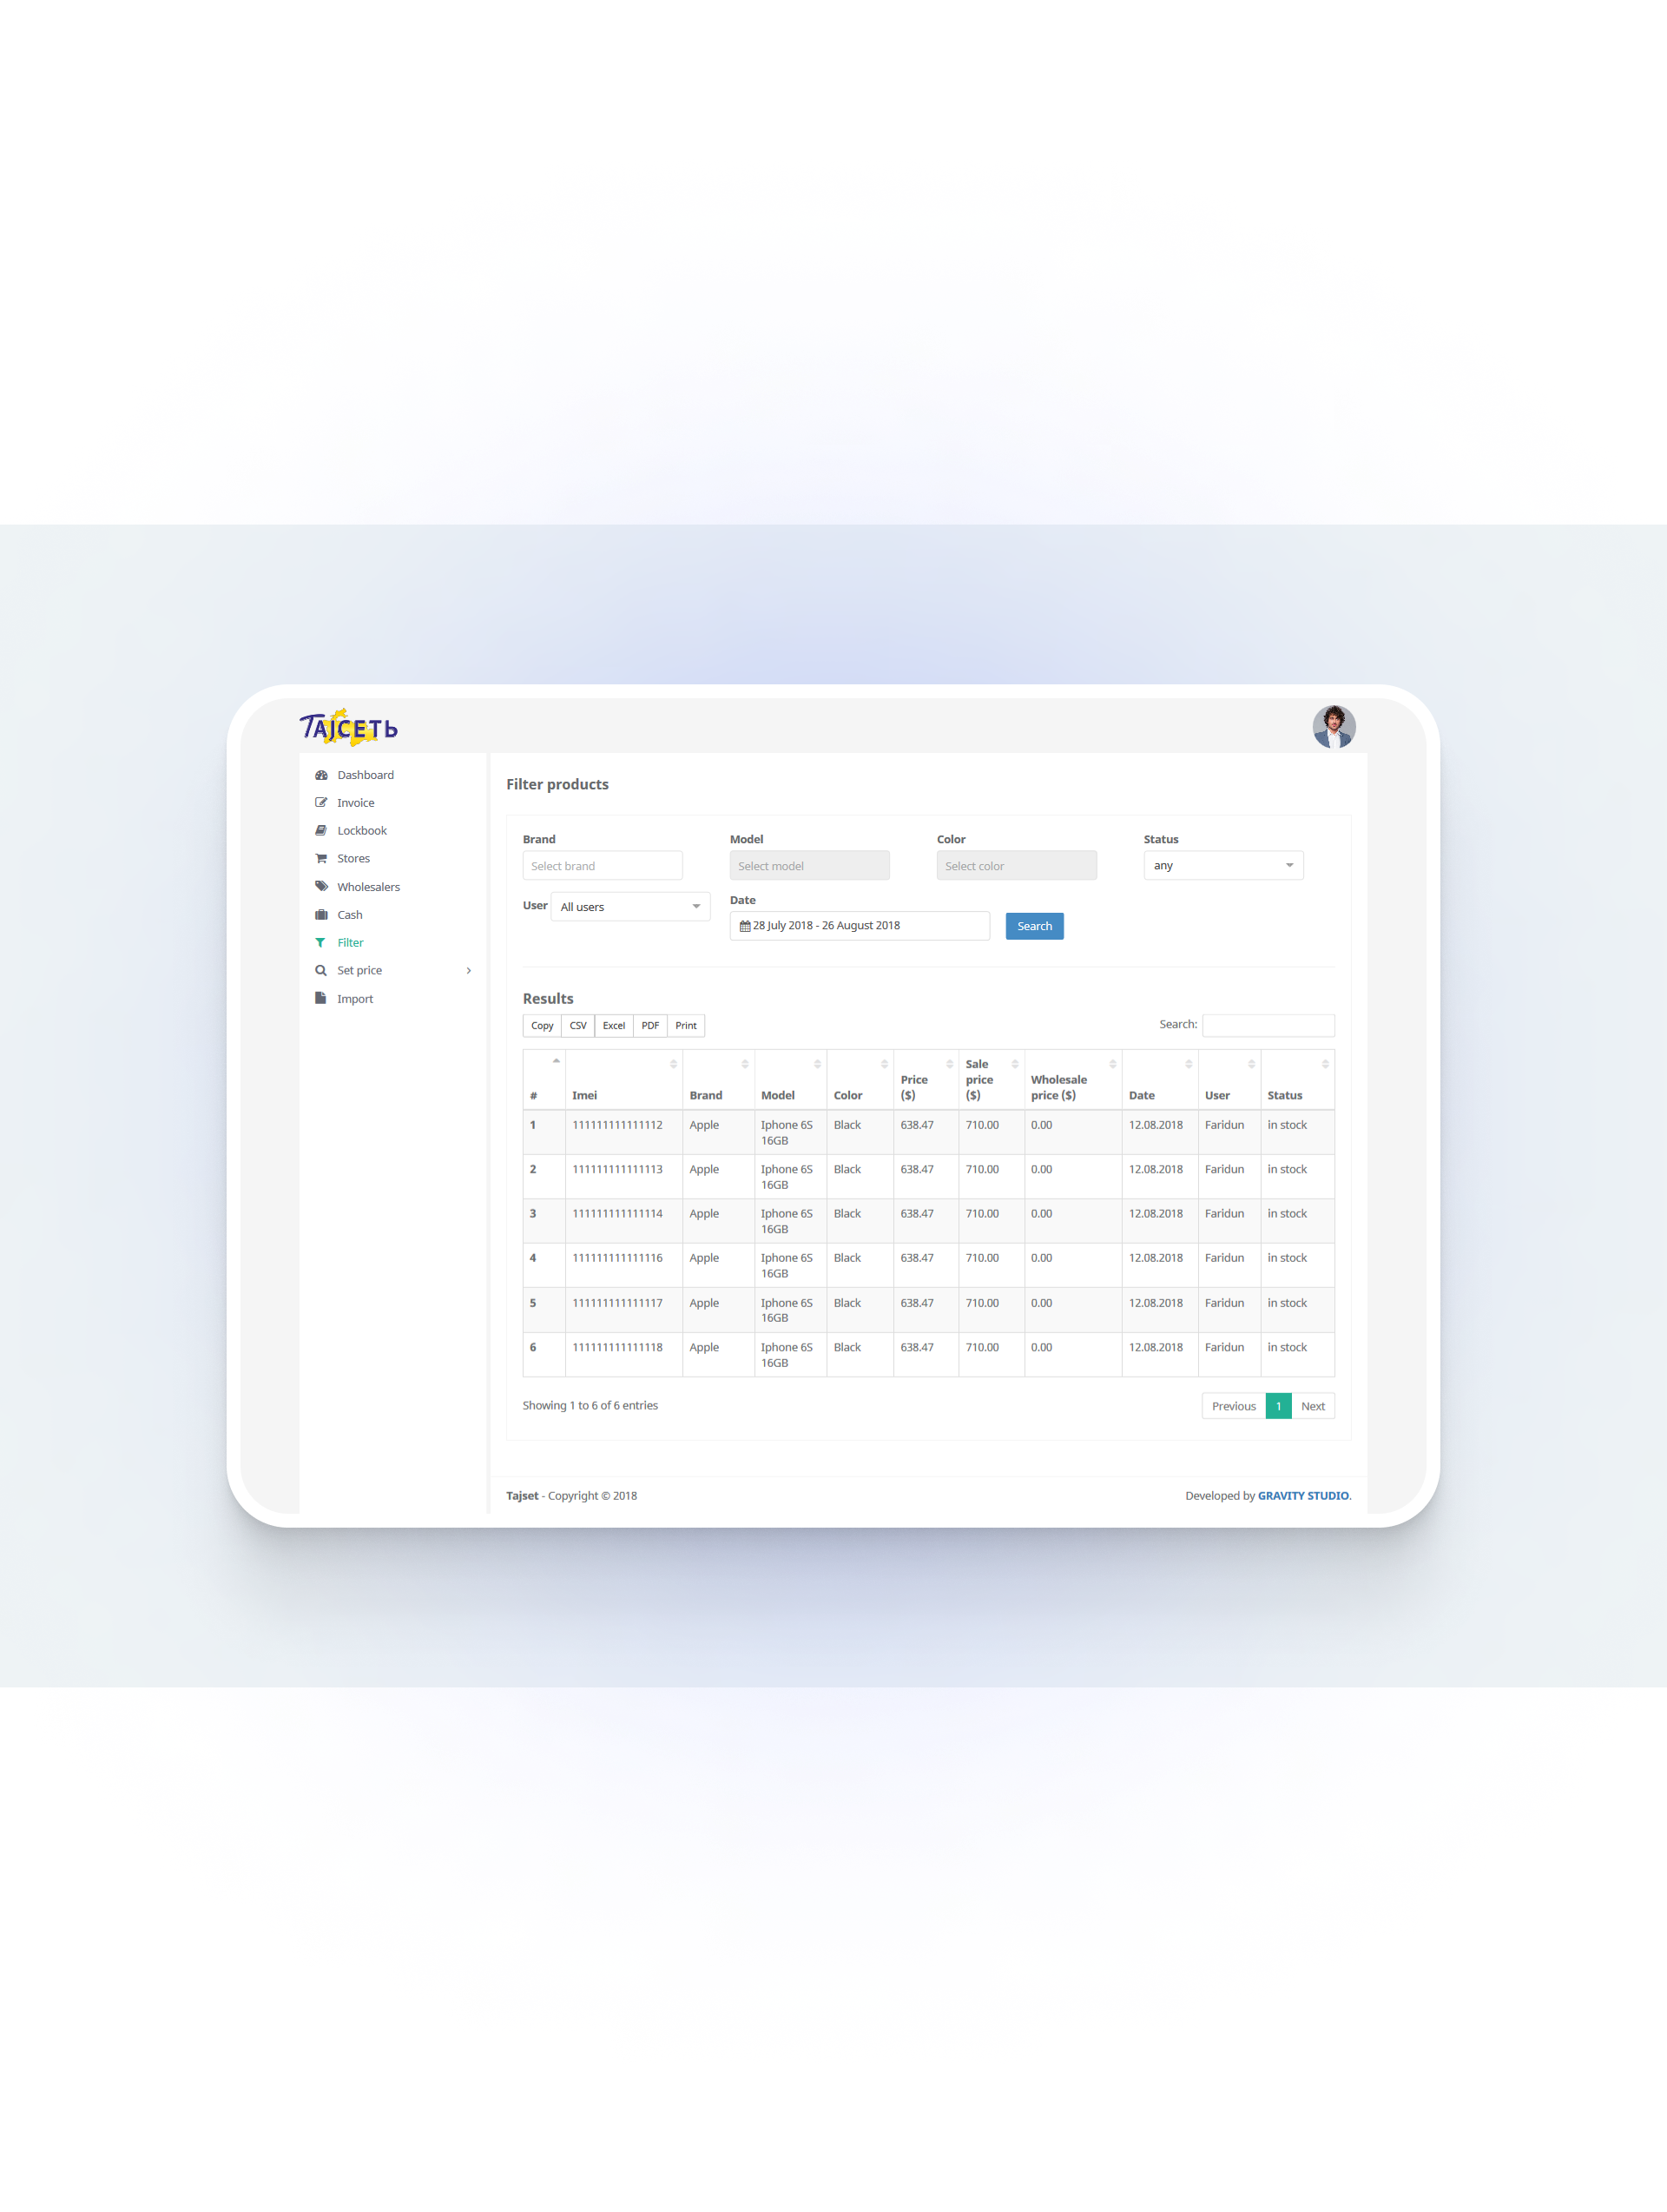 ТАЈСЕТЬ
Dashboard
Invoice
Lockbook
Stores
Wholesalers
Cash
Filter
Set price
Import
Filter products
Brand Model Color Status
Select brand Select model Select color any
User All users
Date
28 July 2018 - 26 August 2018 Search
Results
Copy CSV Excel PDF Print Search:
# Imei Brand Model Color Price ($) Sale price ($) Wholesale price ($) Date User Status
1 111111111111112 Apple Iphone 6S 16GB Black 638.47 710.00 0.00 12.08.2018 Faridun in stock
2 111111111111113 Apple Iphone 6S 16GB Black 638.47 710.00 0.00 12.08.2018 Faridun in stock
3 111111111111114 Apple Iphone 6S 16GB Black 638.47 710.00 0.00 12.08.2018 Faridun in stock
4 111111111111116 Apple Iphone 6S 16GB Black 638.47 710.00 0.00 12.08.2018 Faridun in stock
5 111111111111117 Apple Iphone 6S 16GB Black 638.47 710.00 0.00 12.08.2018 Faridun in stock
6 111111111111118 Apple Iphone 6S 16GB Black 638.47 710.00 0.00 12.08.2018 Faridun in stock
Showing 1 to 6 of 6 entries Previous 1 Next
Tajset - Copyright © 2018 Developed by GRAVITY STUDIO.